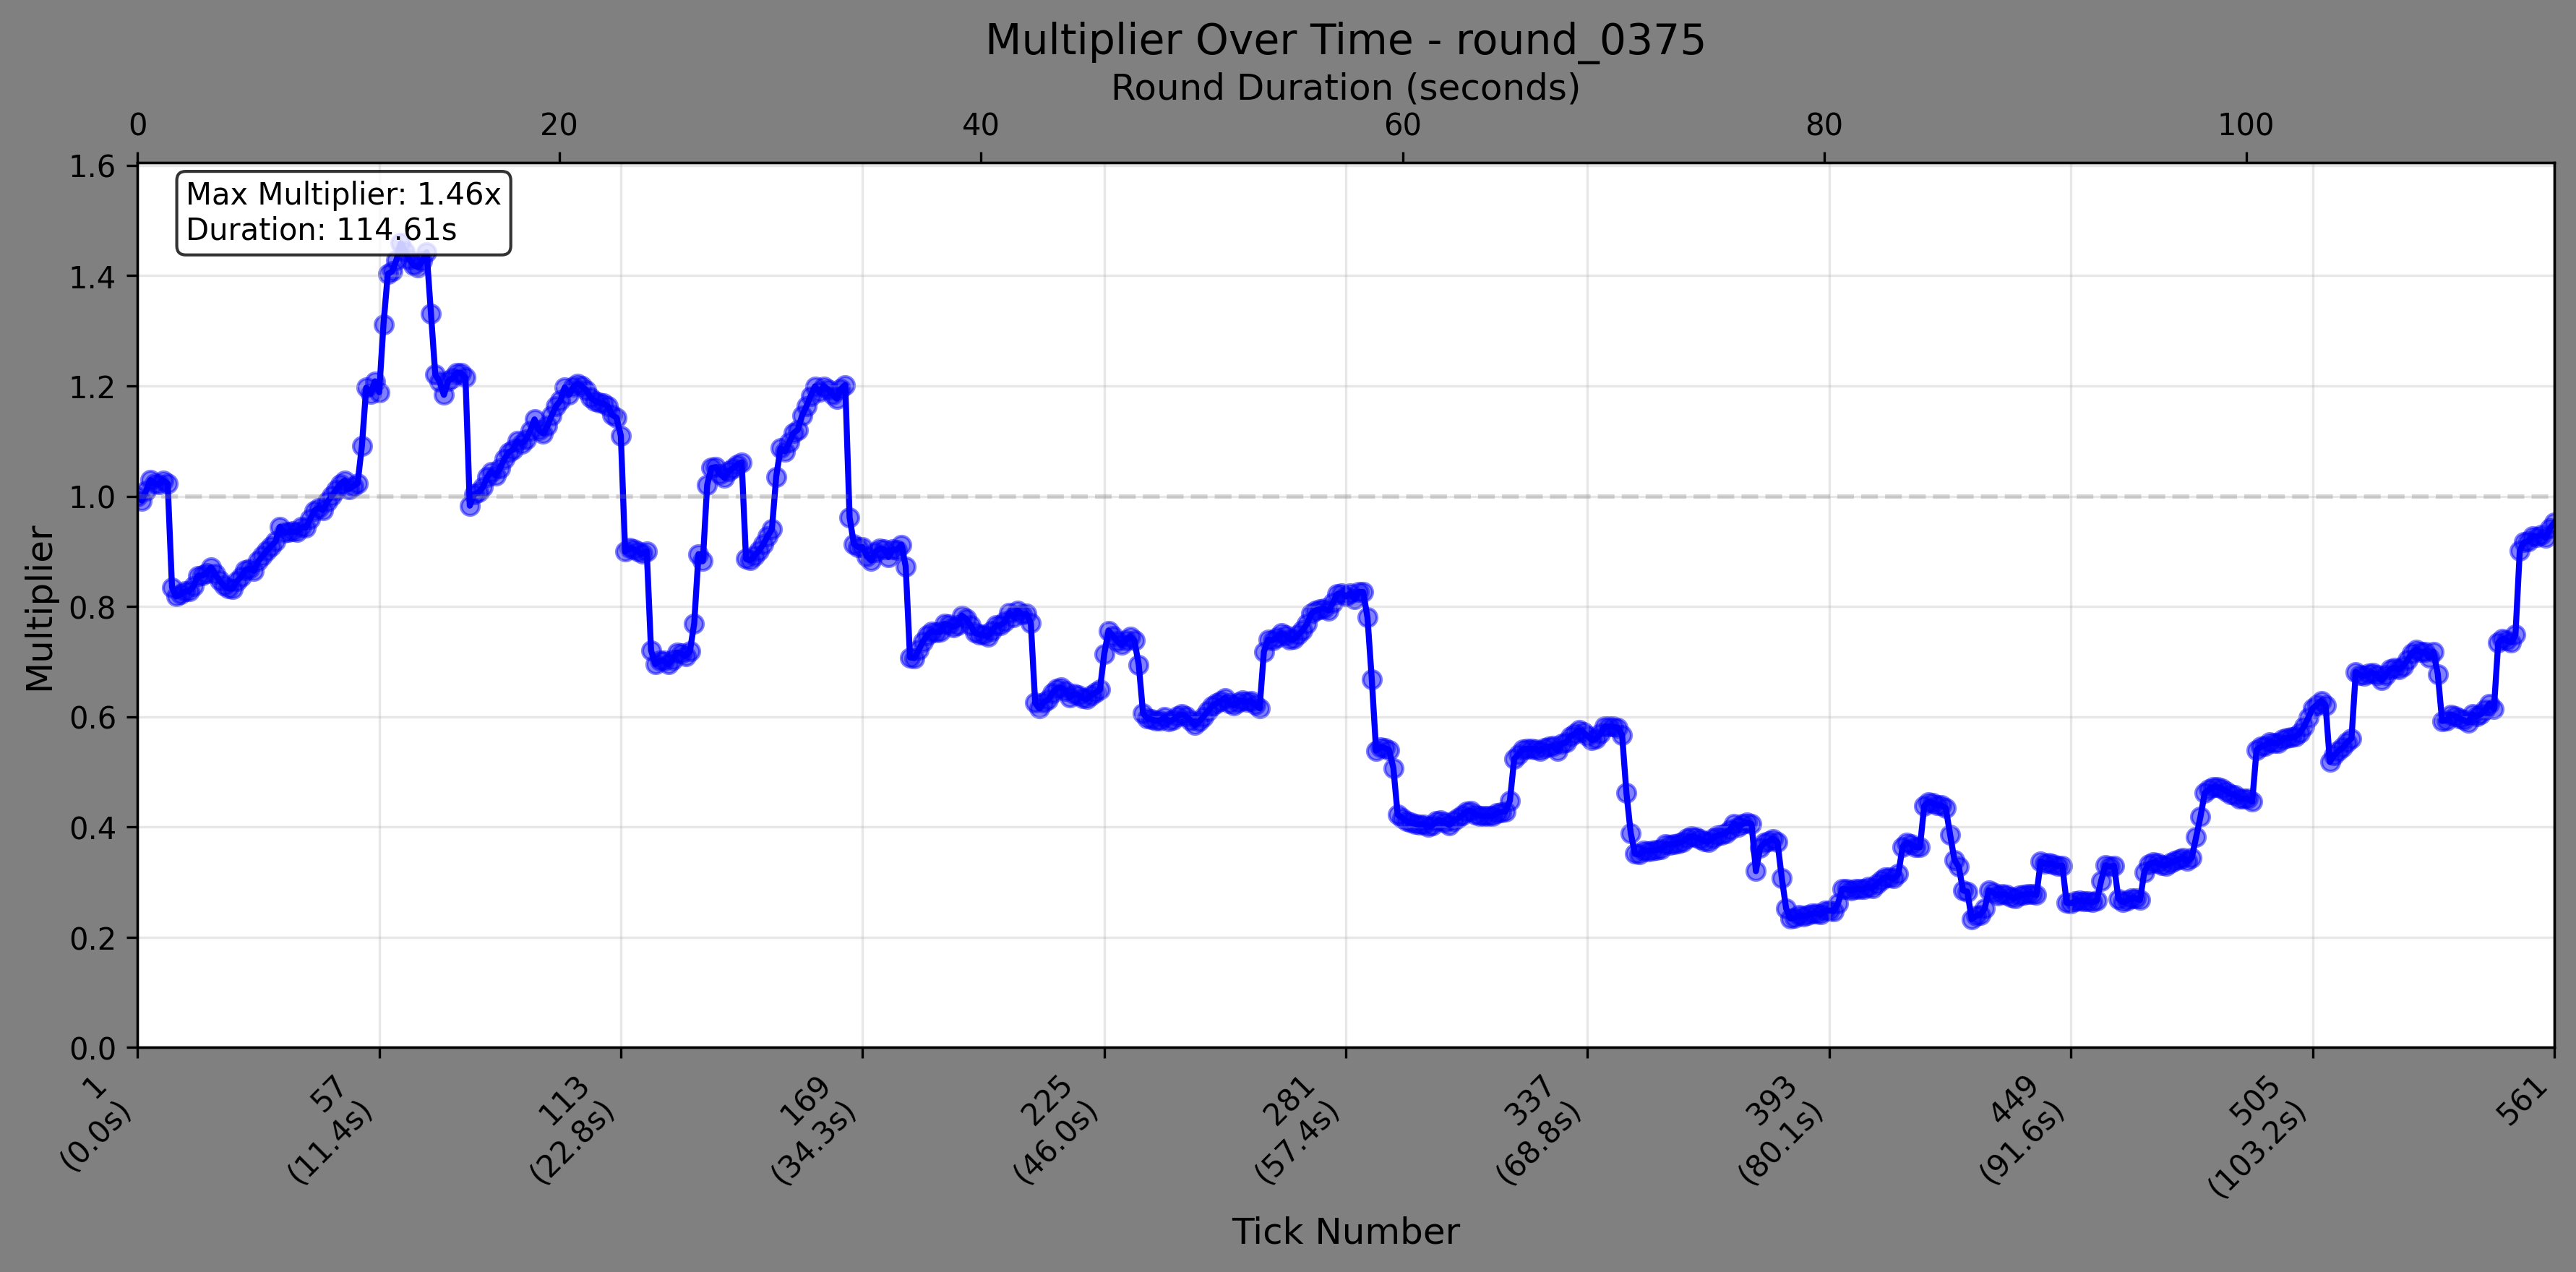 Multiplier Over Time - round_0375
Round Duration (seconds)
0 20 40 60 80 100
Max Multiplier: 1.46x
Duration: 114.61s
Multiplier
1.6
1.4
1.2
1.0
0.8
0.6
0.4
0.2
0.0
1
(0.0s)
57
(11.4s)
113
(22.8s)
169
(34.3s)
225
(46.0s)
281
(57.4s)
337
(68.8s)
393
(80.1s)
449
(91.6s)
505
(103.2s)
561
Tick Number